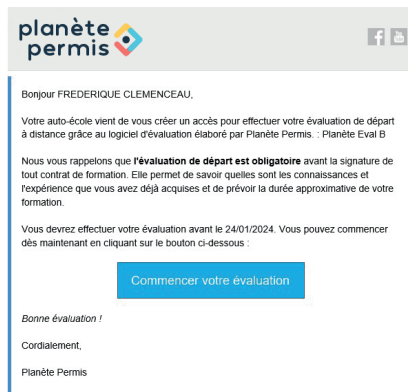 planète
permis
Bonjour FREDERIQUE CLEMENCEAU,
Votre auto-école vient de vous créer un accès pour effectuer votre évaluation de départ
à distance grâce au logiciel d'évaluation élaboré par Planète Permis. : Planète Eval B
Nous vous rappelons que l'évaluation de départ est obligatoire avant la signature de
tout contrat de formation. Elle permet de savoir quelles sont les connaissances et
l'expérience que vous avez déjà acquises et de prévoir la durée approximative de votre
formation.
Vous devrez effectuer votre évaluation avant le 24/01/2024. Vous pouvez commencer
dès maintenant en cliquant sur le bouton ci-dessous :
Commencer votre évaluation
Bonne évaluation !
Cordialement,
Planète Permis